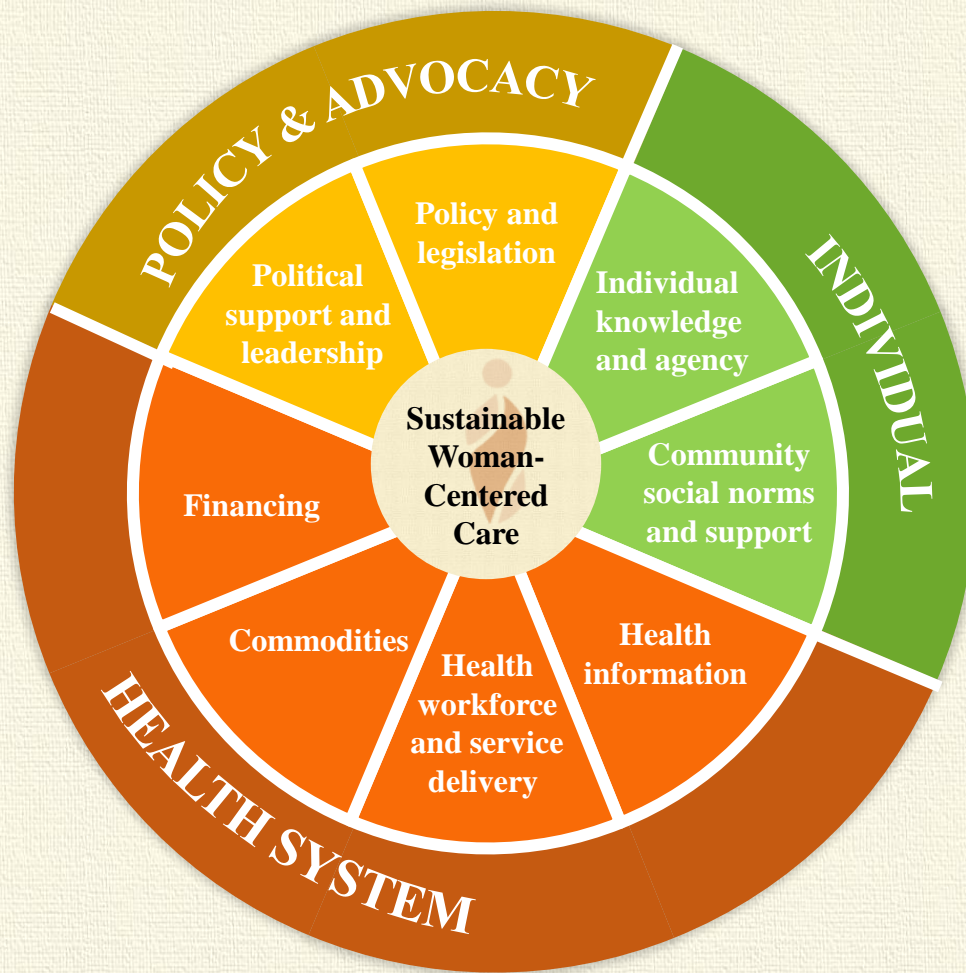 POLICY & ADVOCACY
INDIVIDUAL
HEALTH SYSTEM
Policy and
legislation
Individual
knowledge
and agency
Community
social norms
and support
Health
information
Health
workforce
and service
delivery
Commodities
Financing
Political
support and
leadership
Sustainable
Woman-
Centered
Care